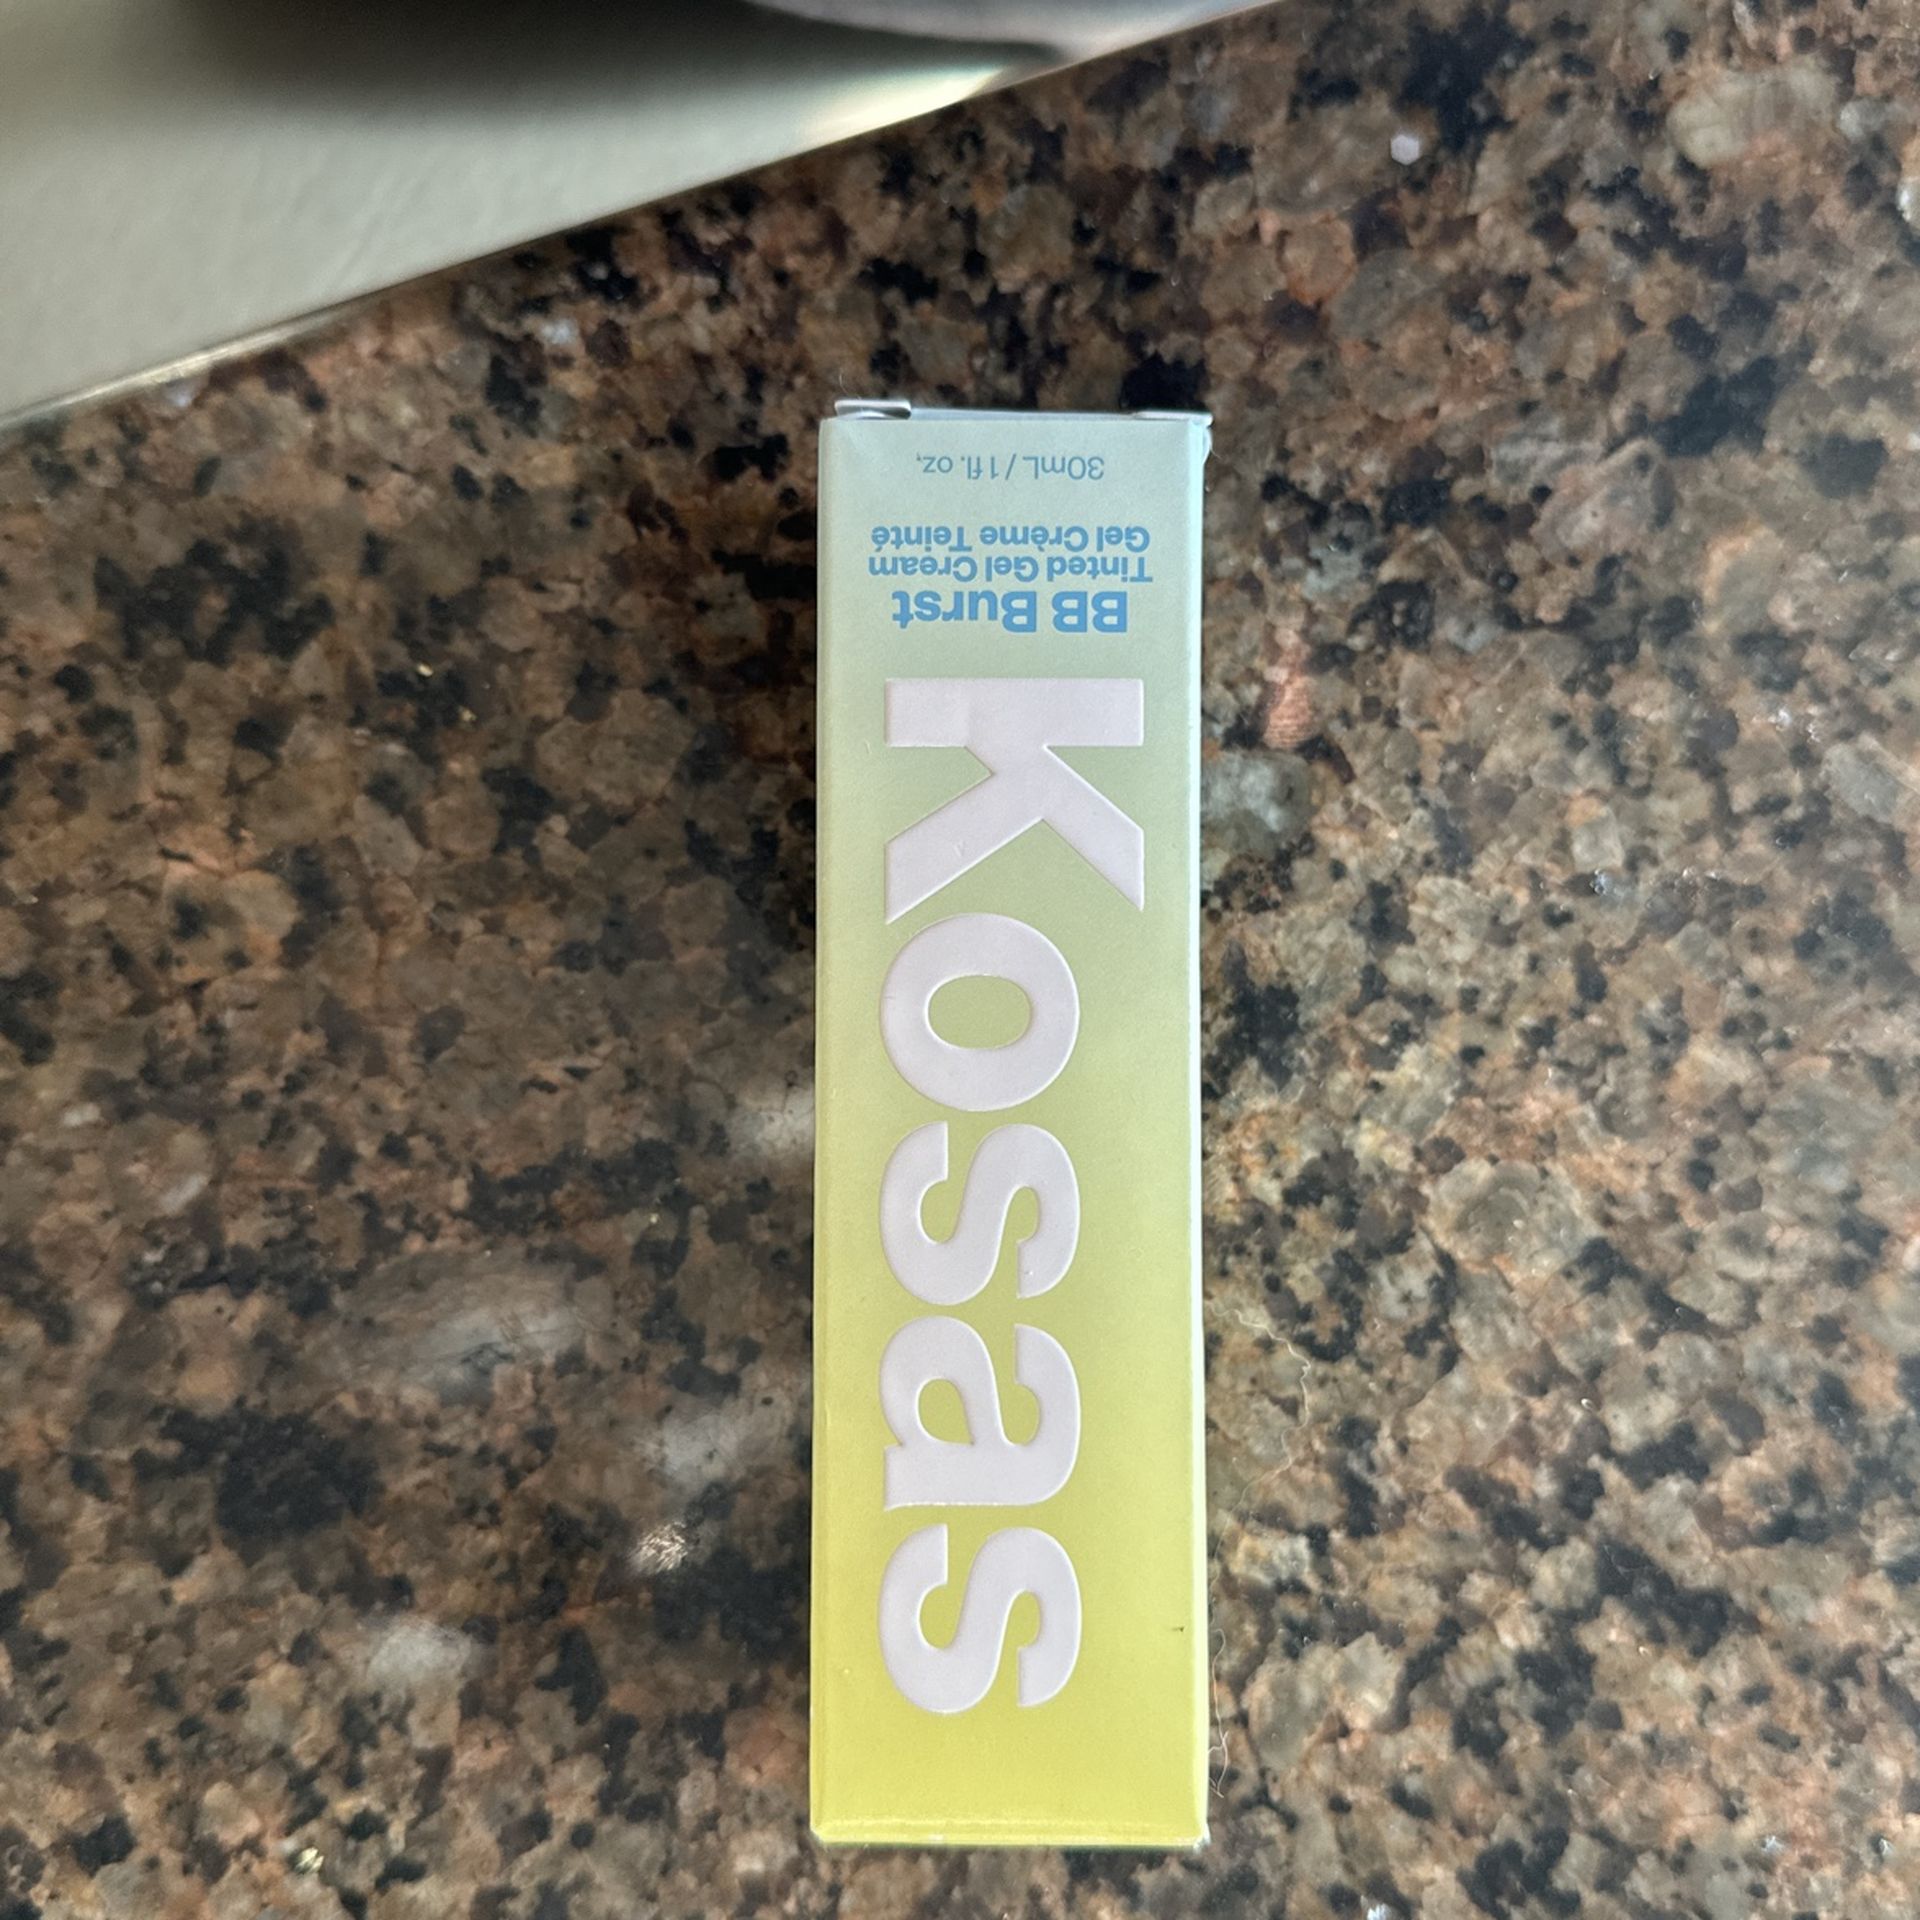 Kosas
BB Burst
Tinted Gel Cream
Gel Crème Teinté
30mL / 1 fl. oz.